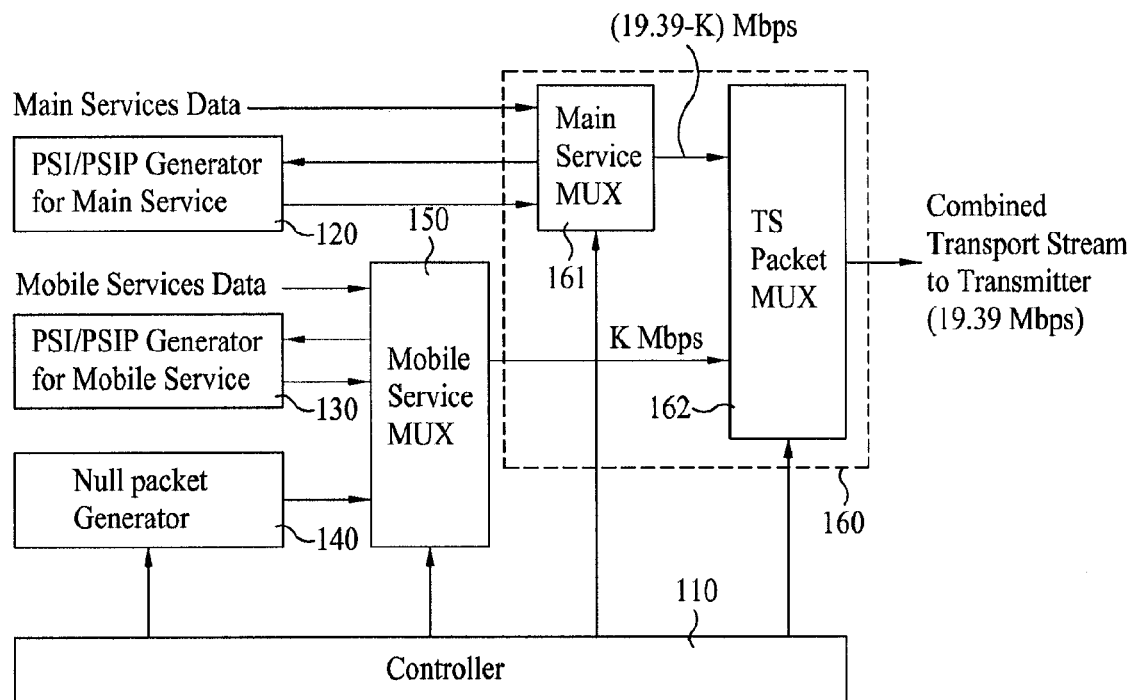 (19.39-K) Mbps
Main Services Data
Main
Service
MUX
PSI/PSIP Generator
for Main Service
120
150
161
TS
Packet
MUX
Combined
Transport Stream
to Transmitter
(19.39 Mbps)
Mobile Services Data
PSI/PSIP Generator
for Mobile Service
130
Mobile
Service
MUX
K Mbps
162
Null packet
Generator
140
160
110
Controller